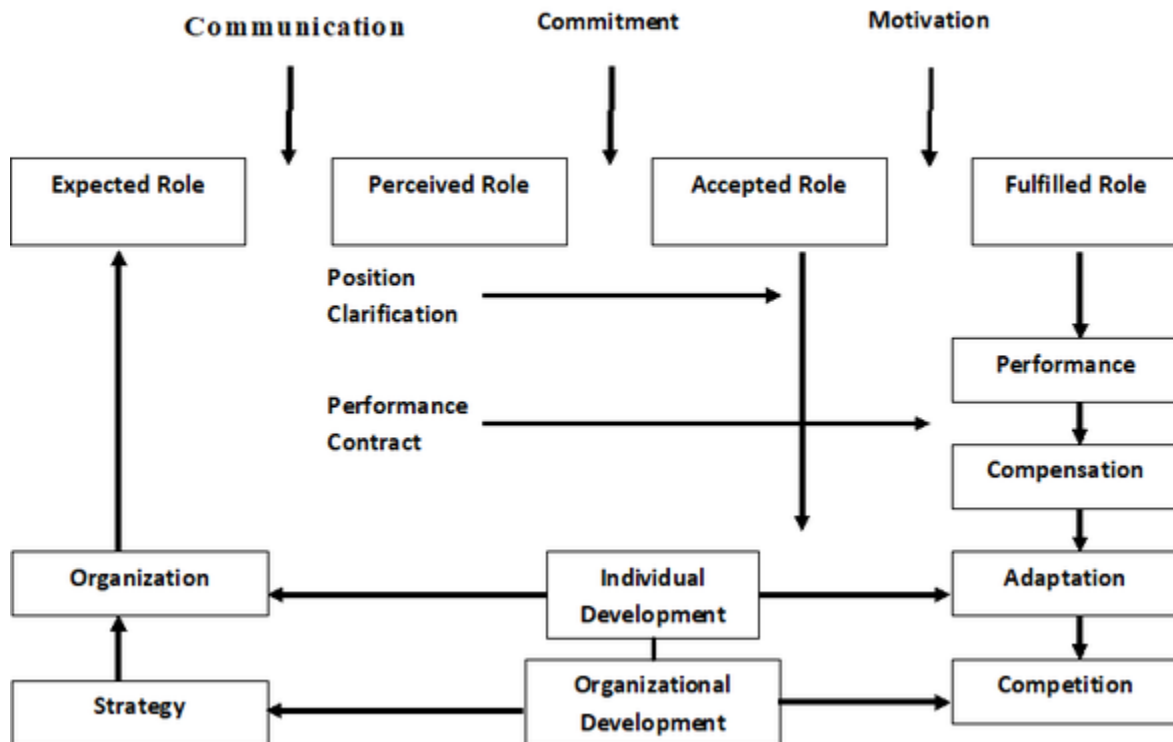 Communication
Commitment
Motivation
Expected Role
Perceived Role
Accepted Role
Fulfilled Role
Position
Clarification
Performance
Performance
Contract
Compensation
Organization
Individual
Development
Adaptation
Strategy
Organizational
Development
Competition